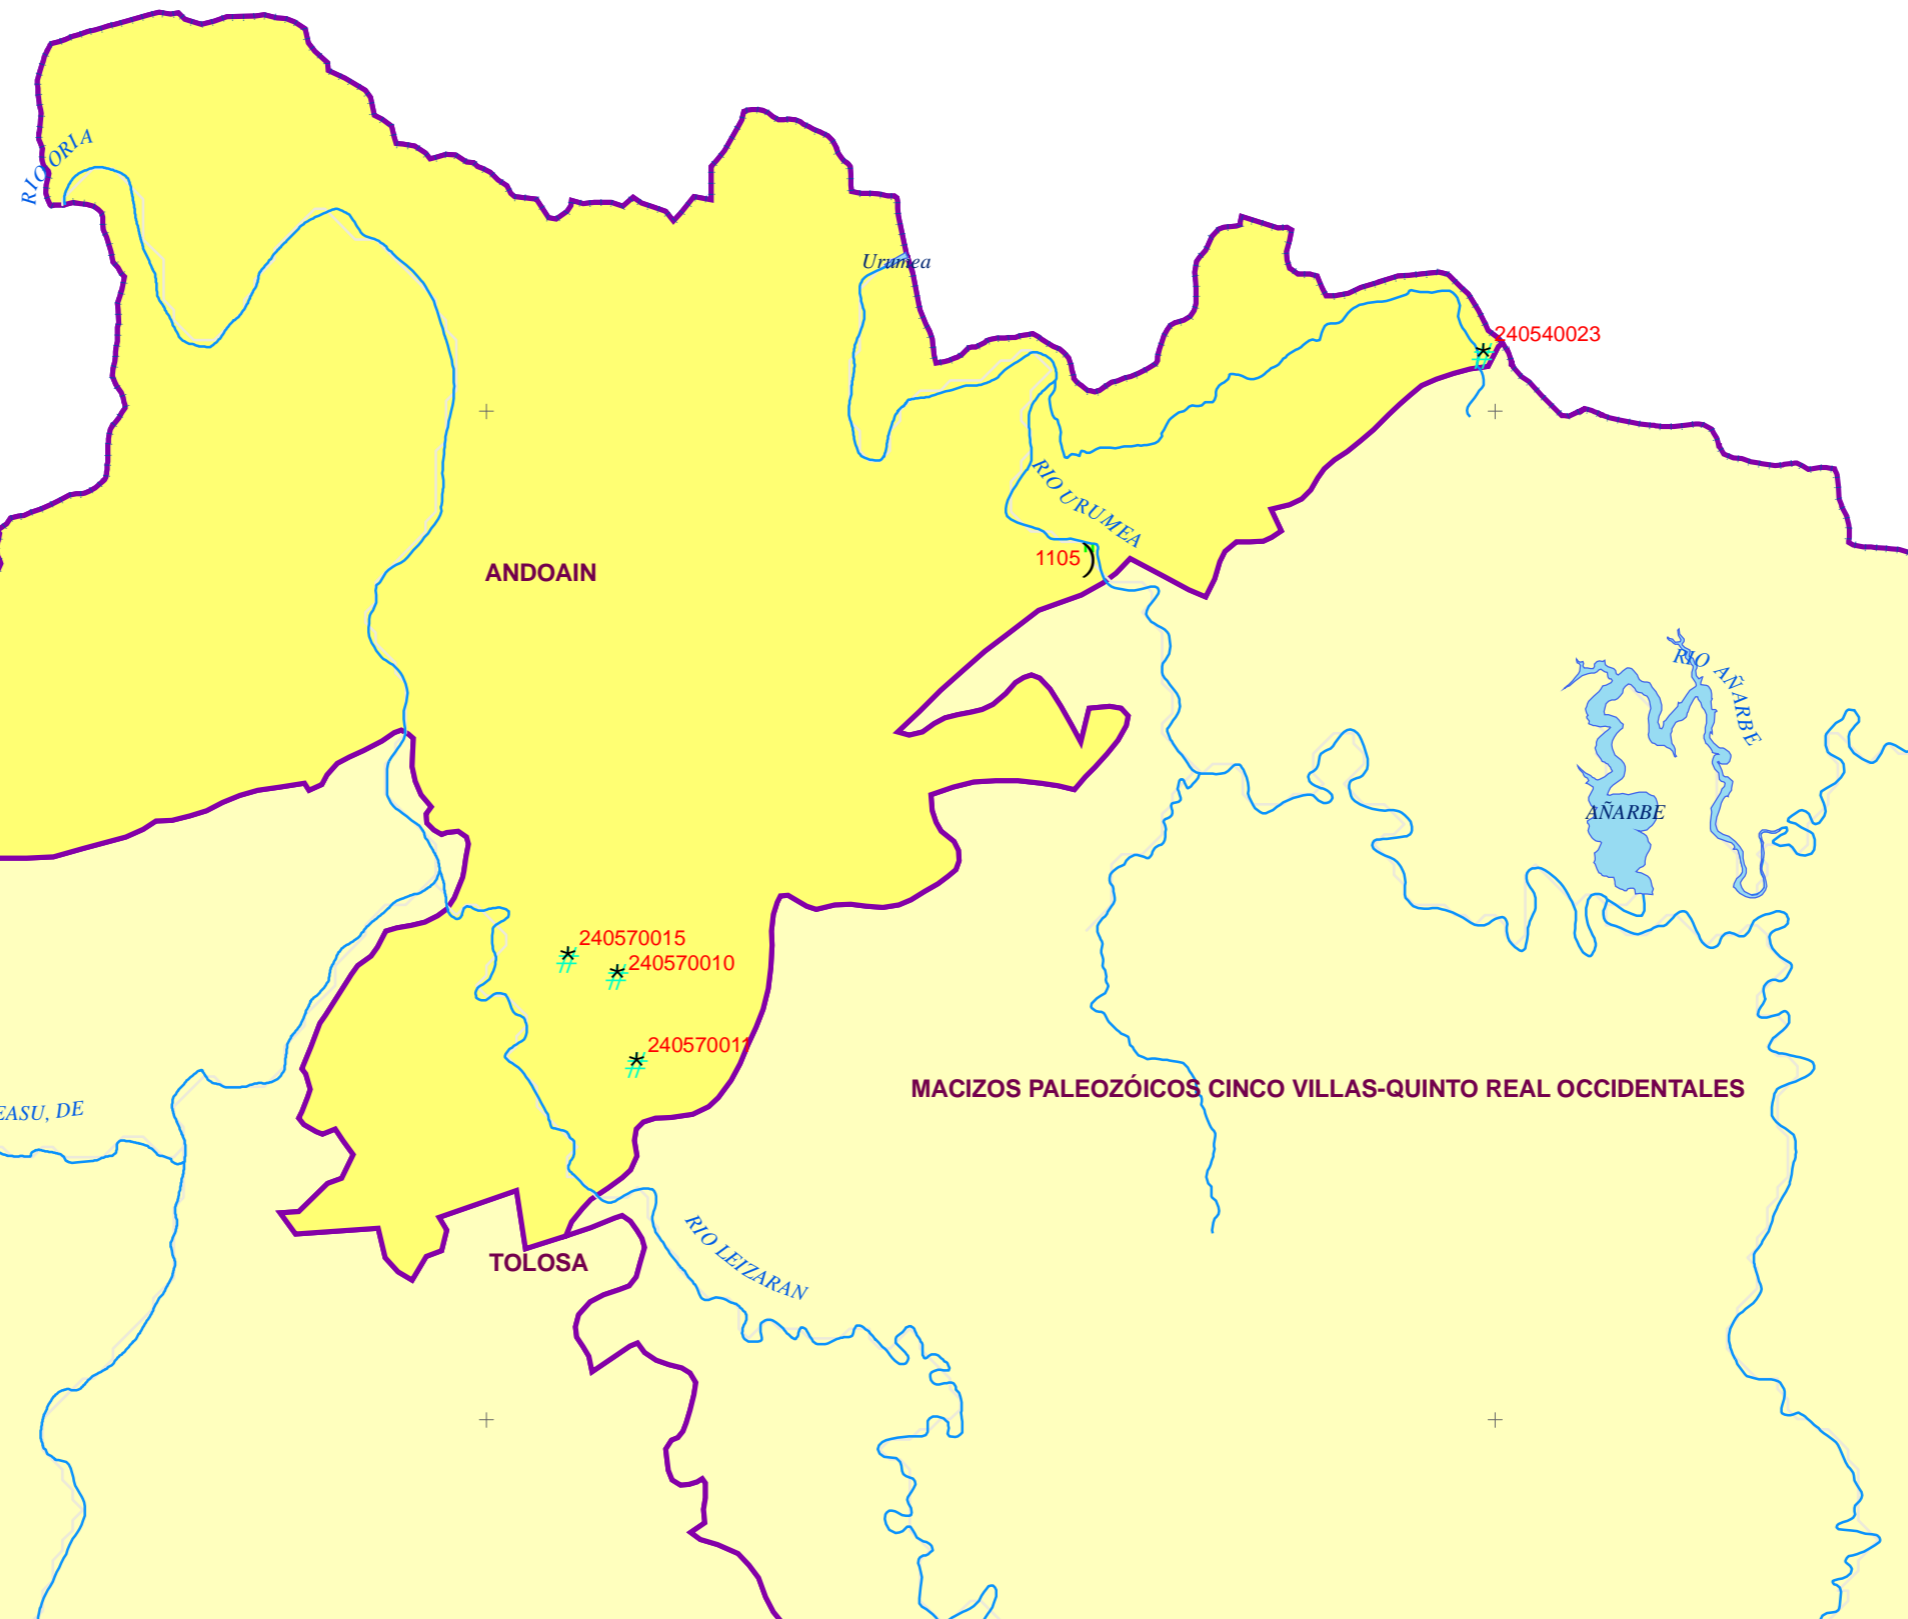 RIO ORIA
Urumea
240540023
RIO URUMEA
1105
ANDOAIN
RIO AÑARBE
AÑARBE
240570015
240570010
240570011
MACIZOS PALEOZÓICOS CINCO VILLAS-QUINTO REAL OCCIDENTALES
EASU, DE
RIO LEIZARAN
TOLOSA